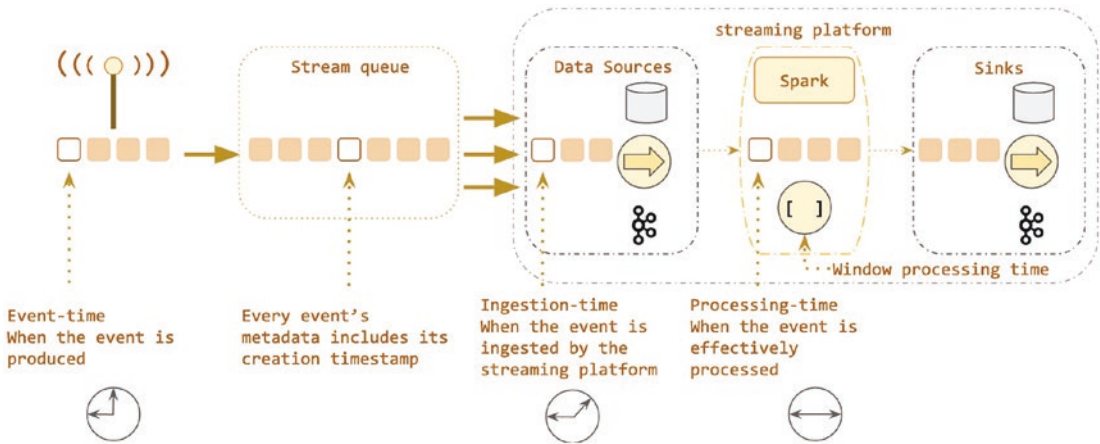 streaming platform
Stream queue
Data Sources
Spark
Sinks
[ ]
Window processing time
Event-time
When the event is
produced
Every event's
metadata includes its
creation timestamp
Ingestion-time
When the event is
ingested by the
streaming platform
Processing-time
When the event is
effectively
processed